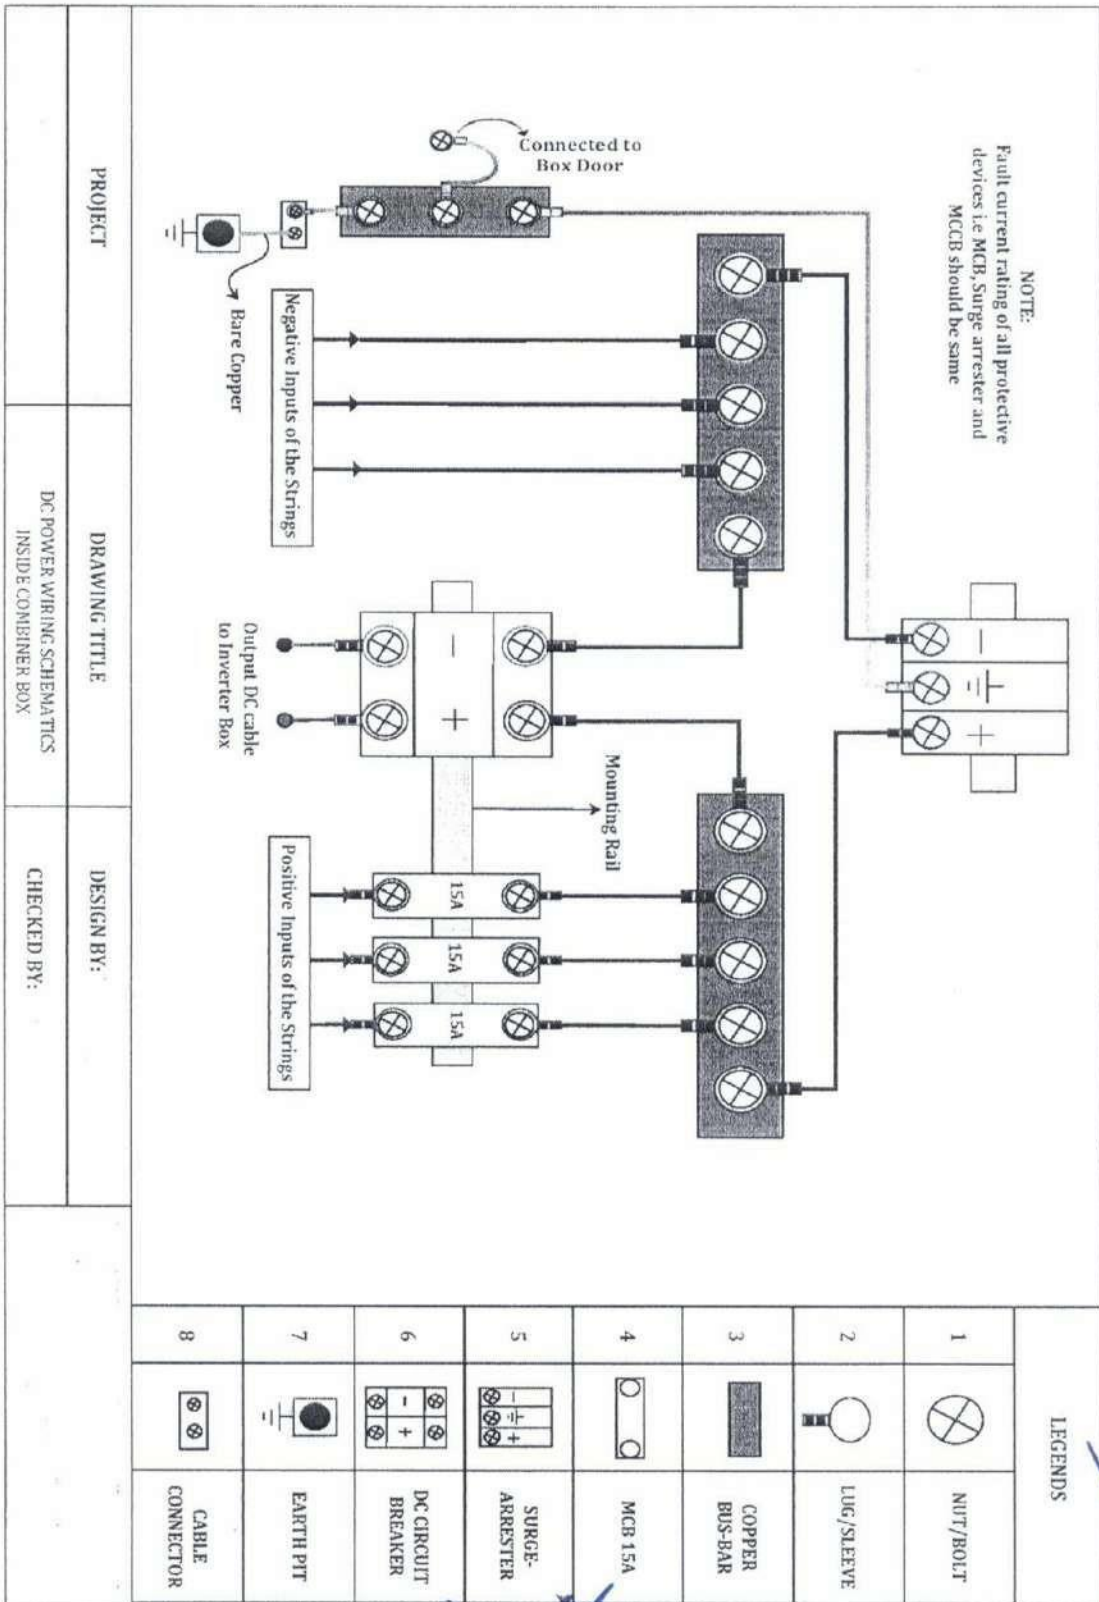 NOTE:
Fault current rating of all protective
devices i.e MCB, Surge arrester and
MCCB should be same
Connected to
Box Door
Bare Copper
Negative Inputs of the Strings
Output DC cable
to Inverter Box
Mounting Rail
Positive Inputs of the Strings
15A
15A
15A
-
+
-
+
LEGENDS
1
NUT/BOLT
2
LUG/SLEEVE
3
COPPER
BUS-BAR
4
MCB 15A
5
- +
SURGE-
ARRESTER
6
- +
DC CIRCUIT
BREAKER
7
EARTH PIT
8
CABLE
CONNECTOR
PROJECT
DRAWING TITLE
DC POWER WIRING SCHEMATICS
INSIDE COMBINER BOX
DESIGN BY:
CHECKED BY: